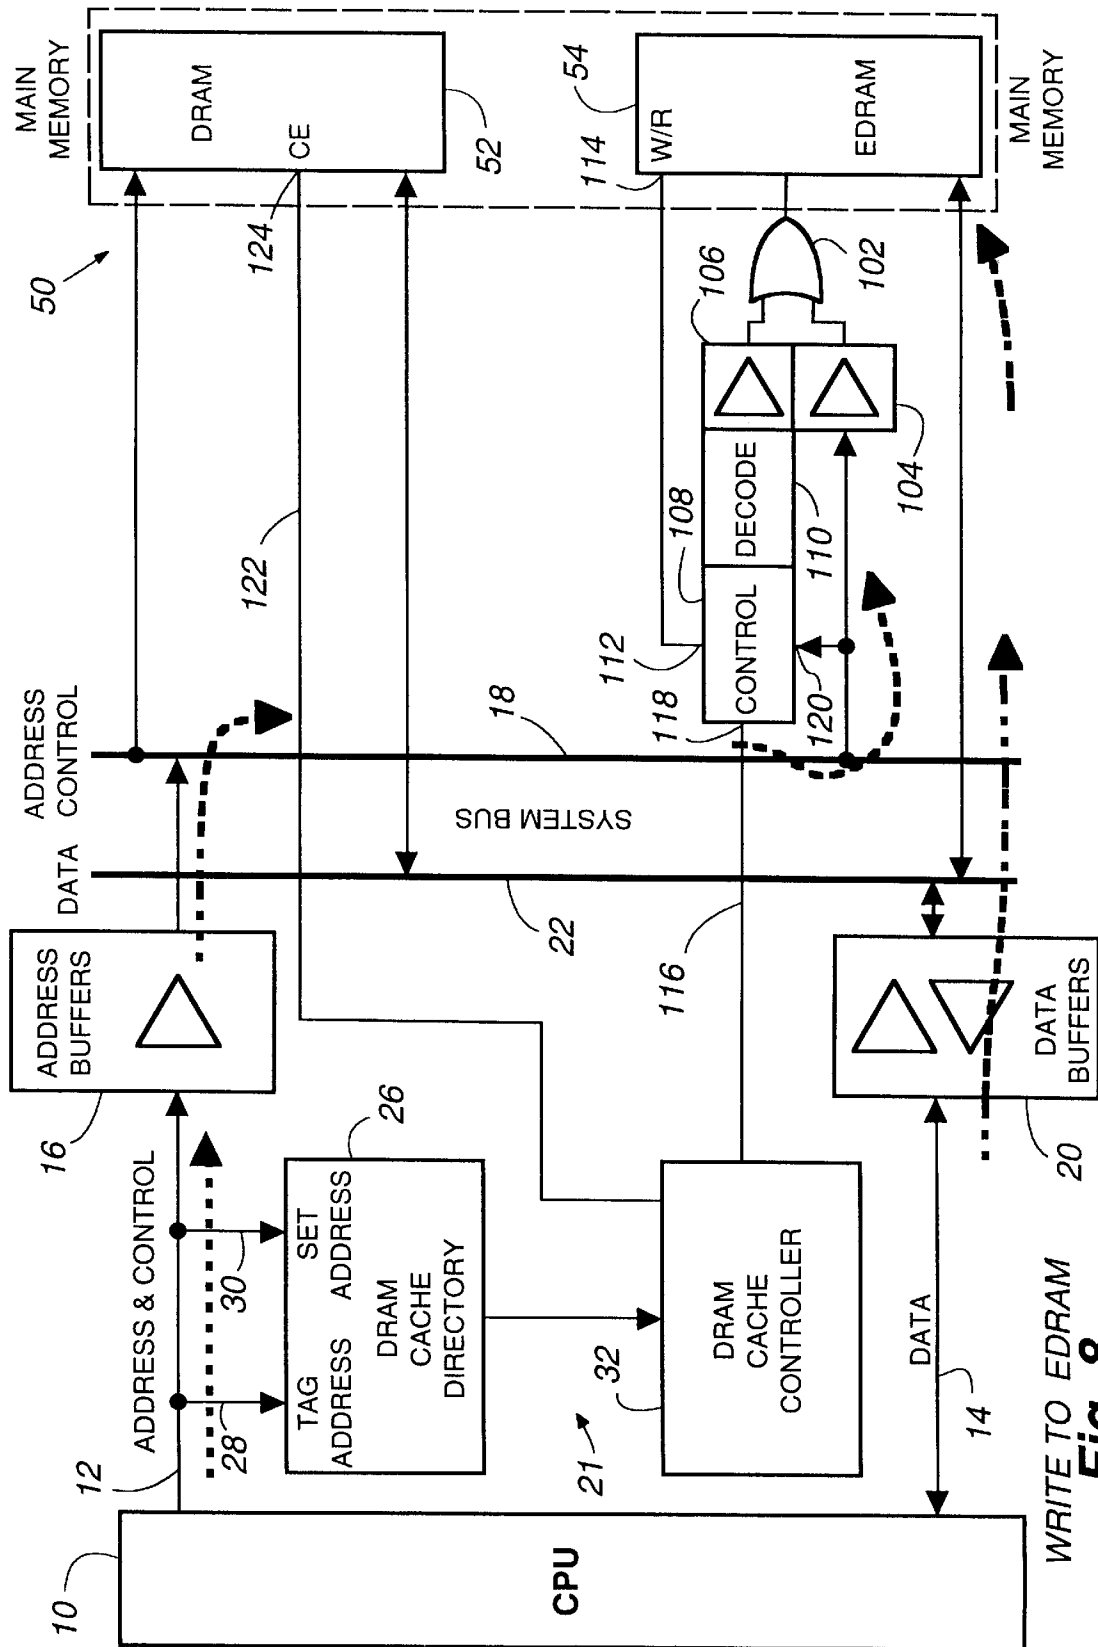 MAIN
MEMORY
50
DRAM
CE
124
52
54
W/R
114
EDRAM
MAIN
MEMORY
102
106
104
108
DECODE
110
CONTROL
112
118
120
122
ADDRESS
CONTROL
DATA
18
SYSTEM BUS
22
116
ADDRESS
BUFFERS
16
DATA
BUFFERS
20
ADDRESS & CONTROL
12
28
30
26
TAG
ADDRESS
SET
ADDRESS
DRAM
CACHE
DIRECTORY
32
DRAM
CACHE
CONTROLLER
21
DATA
14
10
CPU
WRITE TO EDRAM
Fig. 8